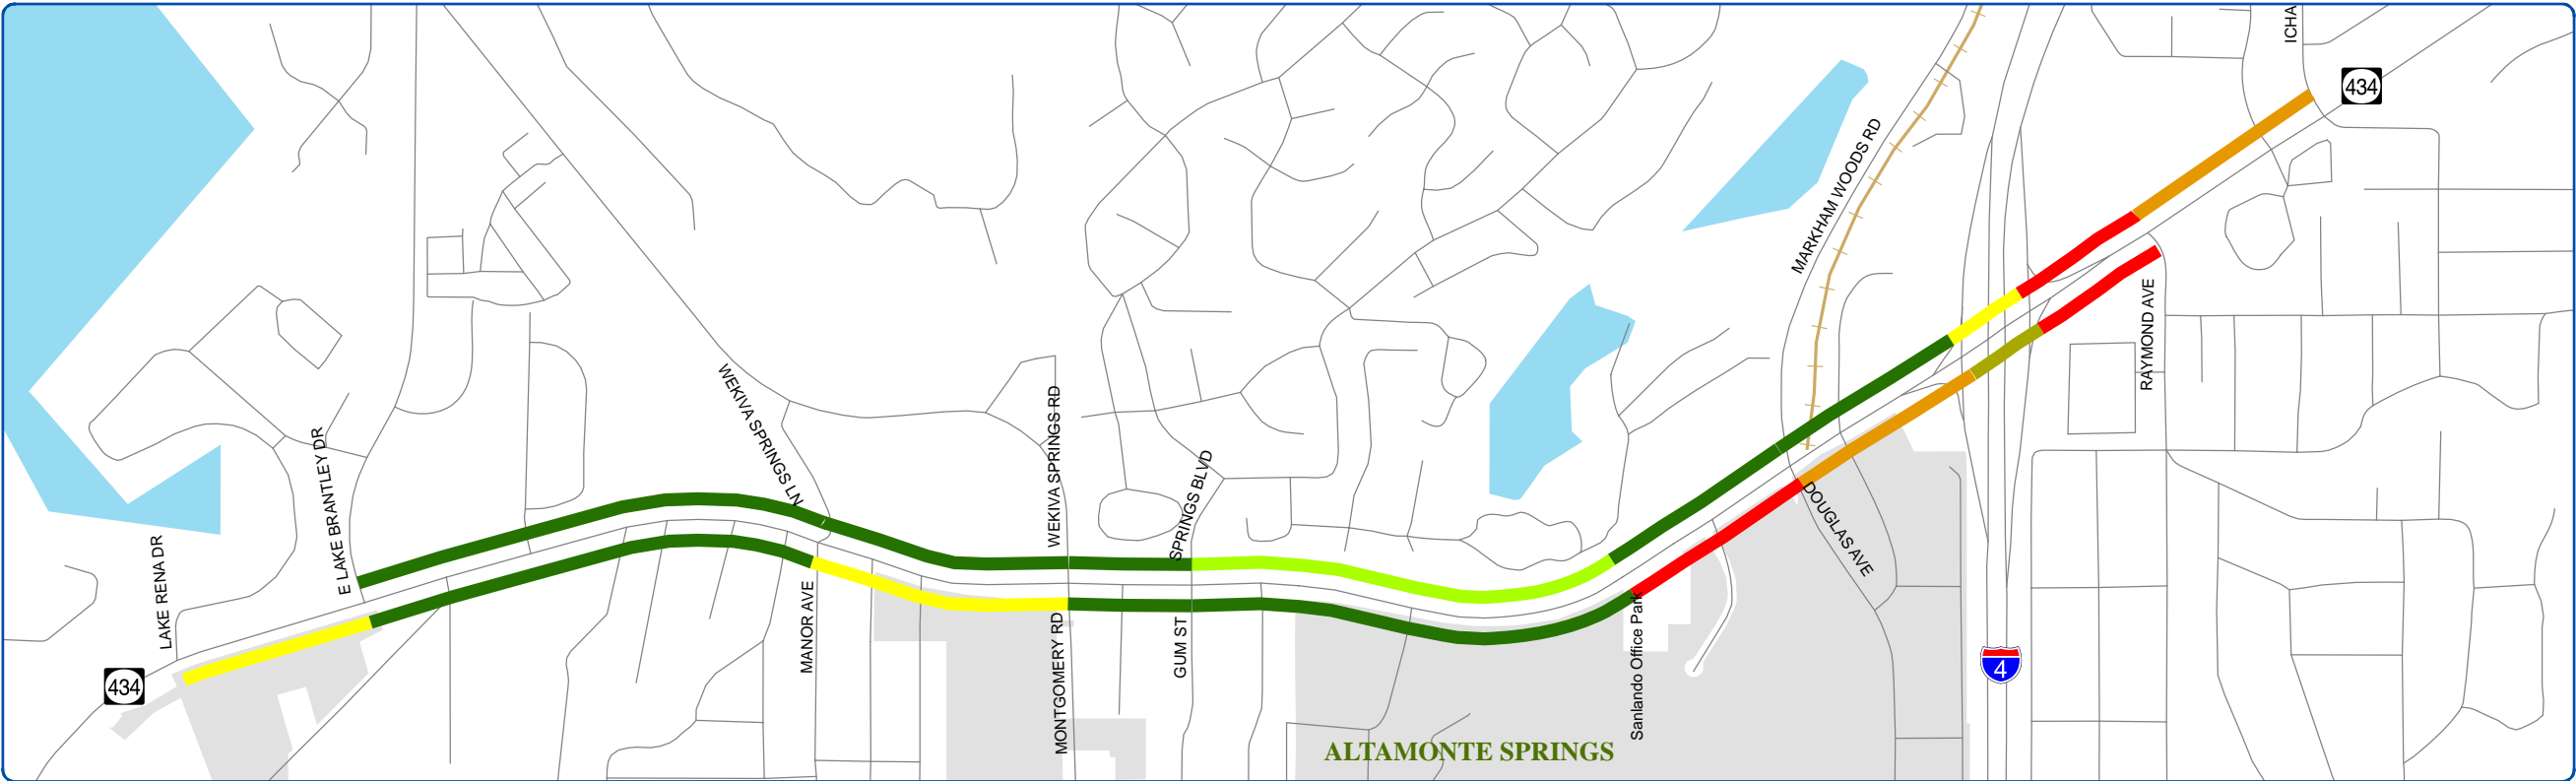 ICHA
434
MARKHAM WOODS RD
RAYMOND AVE
WEKIVA SPRINGS LN
WEKIVA SPRINGS RD
SPRINGS BLVD
E LAKE BRANTLEY DR
LAKE RENA DR
DOUGLAS AVE
MANOR AVE
MONTGOMERY RD
GUM ST
Sanlando Office Park
434
4
ALTAMONTE SPRINGS